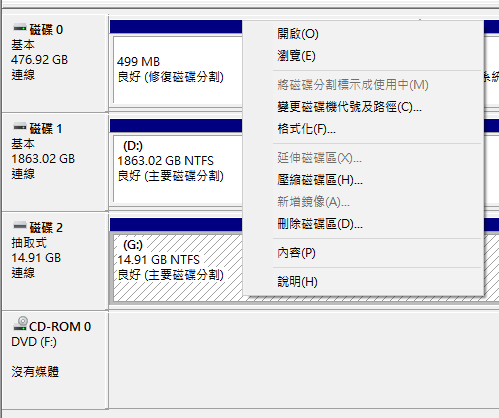 磁碟 0
基本
476.92 GB
連線
499 MB
良好 (修復磁碟分割)
磁碟 1
基本
1863.02 GB
連線
(D:)
1863.02 GB NTFS
良好 (主要磁碟分割)
磁碟 2
抽取式
14.91 GB
連線
(G:)
14.91 GB NTFS
良好 (主要磁碟分割)
CD-ROM 0
DVD (F:)
沒有媒體
開啟(O)
瀏覽(E)
將磁碟分割標示成使用中(M)
變更磁碟機代號及路徑(C)...
格式化(F)...
延伸磁碟區(X)...
壓縮磁碟區(H)...
新增鏡像(A)...
刪除磁碟區(D)...
內容(P)
說明(H)
系統